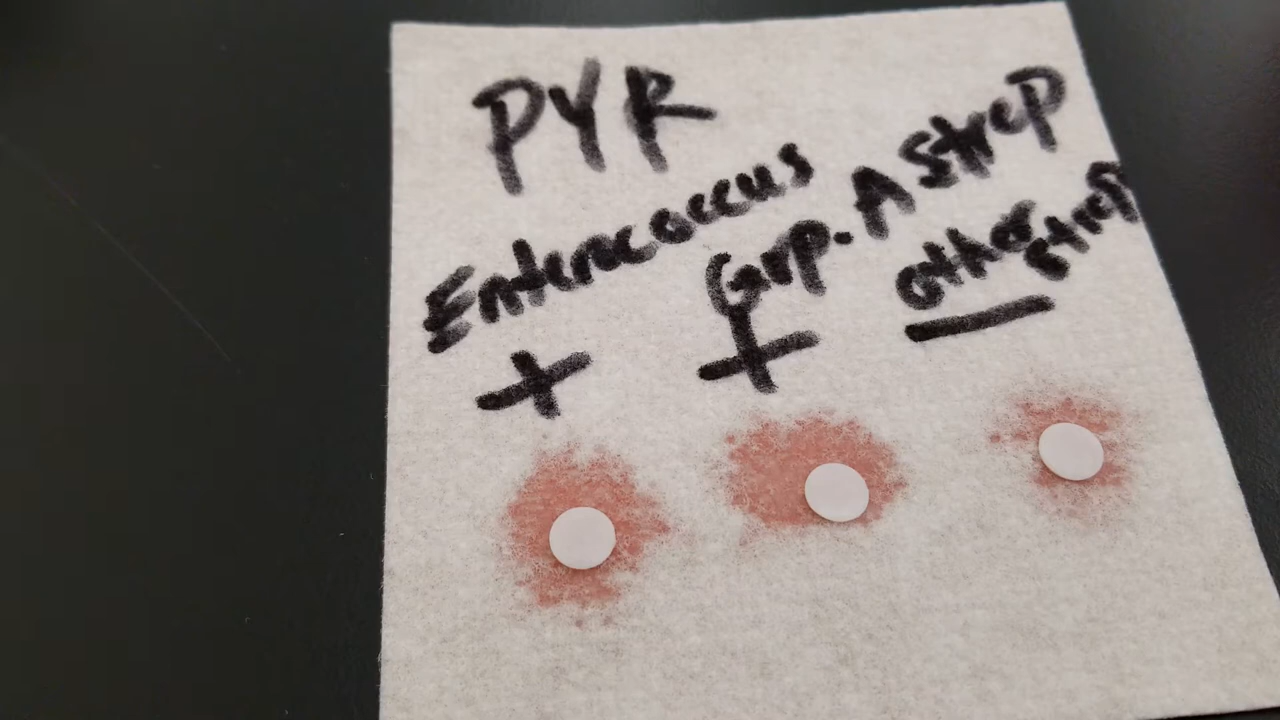 PYR
Enterococcus
+
Grp. A Strep
+
other
strep
—